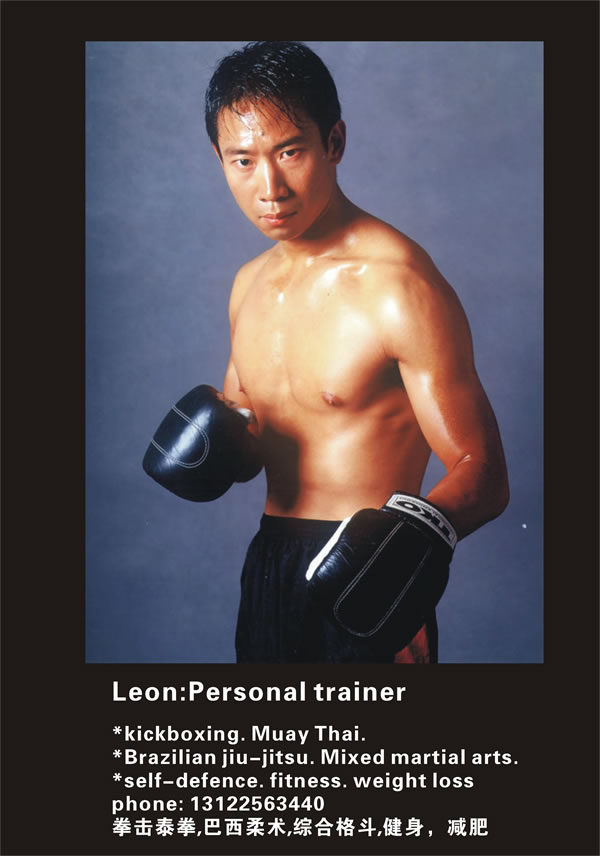 TKO
Leon:Personal trainer
*kickboxing. Muay Thai.
*Brazilian jiu-jitsu. Mixed martial arts.
*self-defence. fitness. weight loss
phone: 13122563440
拳击泰拳,巴西柔术,综合格斗,健身，减肥